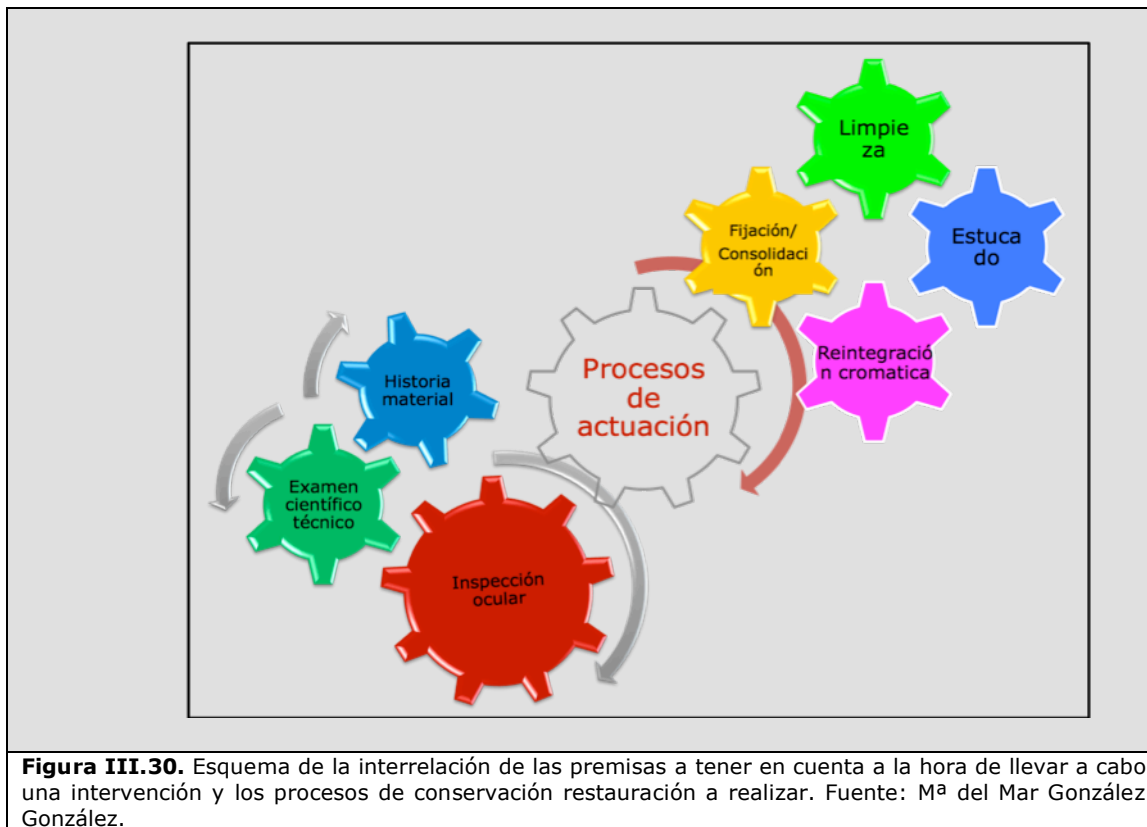 Limpie
za
Fijación/
Consolidaci
ón
Estuca
do
Reintegració
n cromatica
Procesos
de
actuación
Historia
material
Examen
científico
técnico
Inspección
ocular
Figura III.30. Esquema de la interrelación de las premisas a tener en cuenta a la hora de llevar a cabo
una intervención y los procesos de conservación restauración a realizar. Fuente: Mª del Mar González
González.